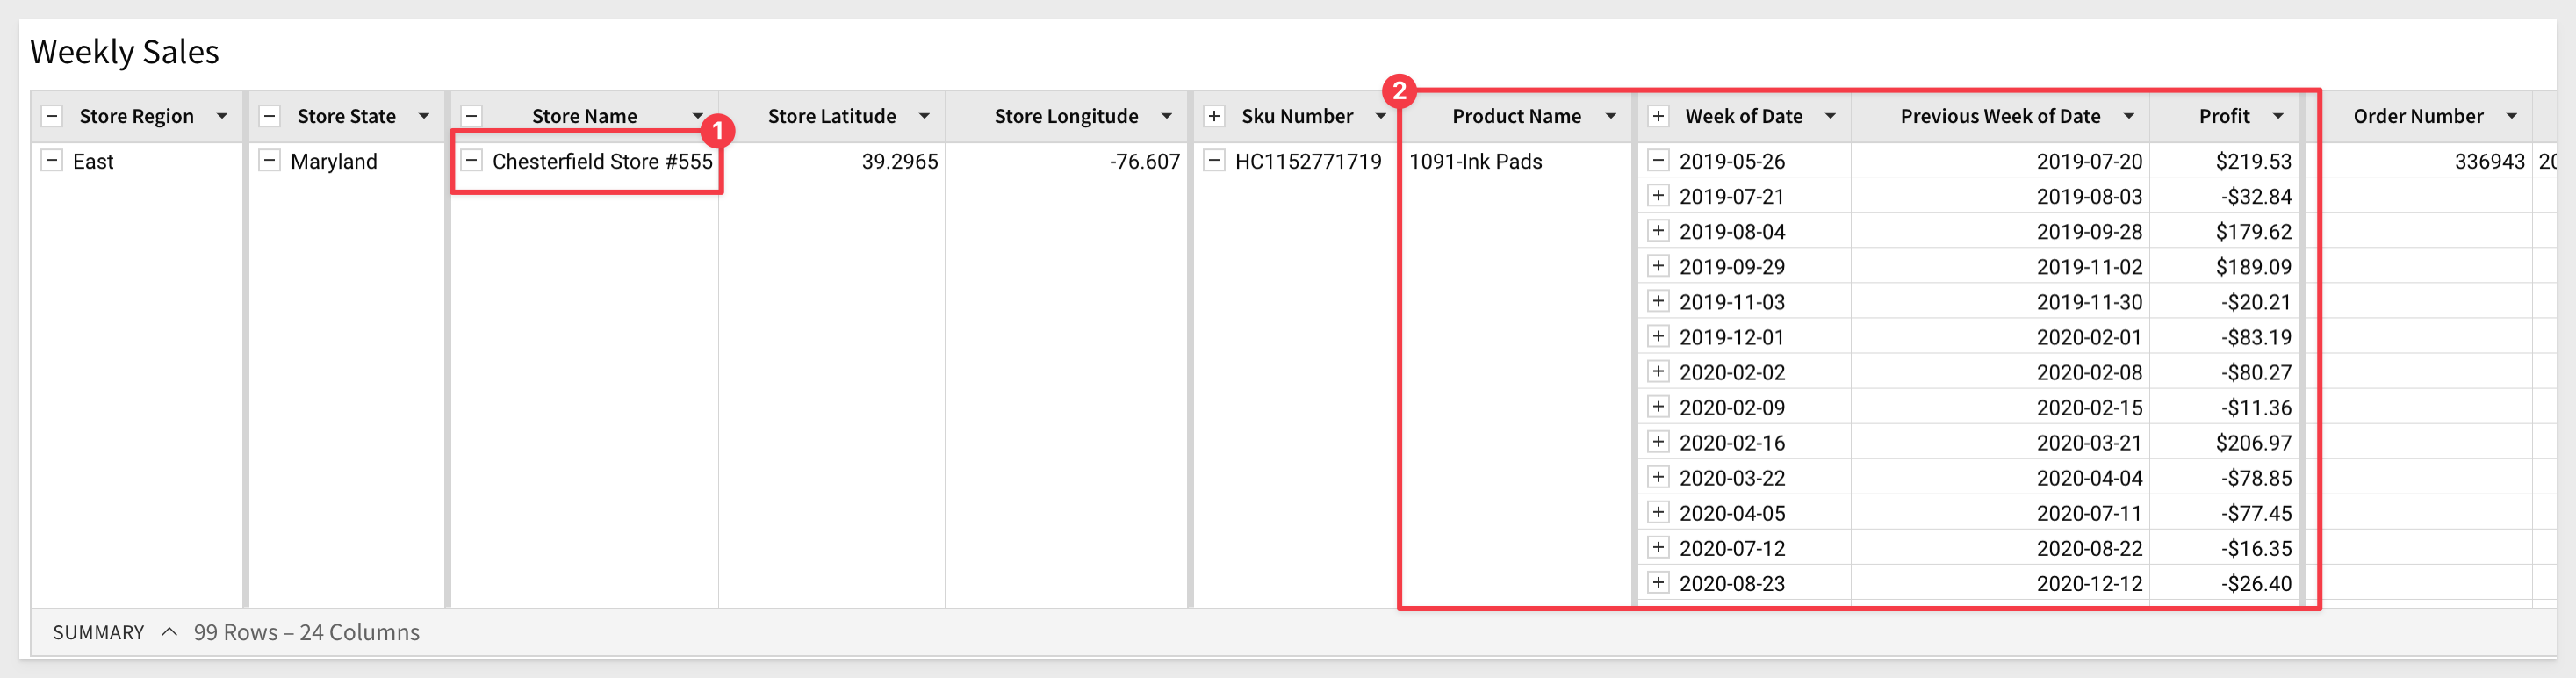 Weekly Sales
2
Store Region Store State Store Name Store Latitude Store Longitude Sku Number Product Name Week of Date Previous Week of Date Profit Order Number
1
East Maryland Chesterfield Store #555 39.2965 -76.607 HC1152771719 1091-Ink Pads 2019-05-26 2019-07-20 $219.53 336943 20
2019-07-21 2019-08-03 -$32.84
2019-08-04 2019-09-28 $179.62
2019-09-29 2019-11-02 $189.09
2019-11-03 2019-11-30 -$20.21
2019-12-01 2020-02-01 -$83.19
2020-02-02 2020-02-08 -$80.27
2020-02-09 2020-02-15 -$11.36
2020-02-16 2020-03-21 $206.97
2020-03-22 2020-04-04 -$78.85
2020-04-05 2020-07-11 -$77.45
2020-07-12 2020-08-22 -$16.35
2020-08-23 2020-12-12 -$26.40
SUMMARY 99 Rows – 24 Columns